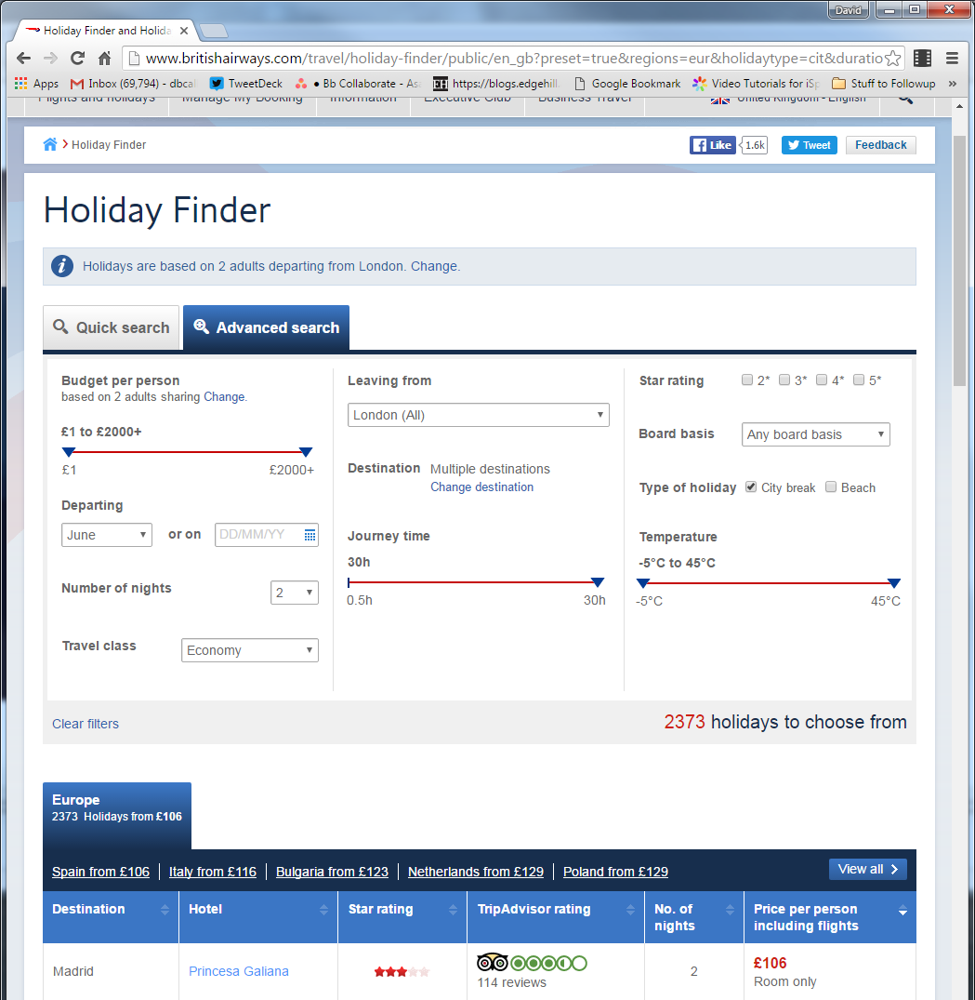 David
Holiday Finder and Holida
www.britishairways.com/travel/holiday-finder/public/en_gb?preset=true&regions=eur&holidaytype=cit&duratio
Apps Inbox (69,794) - dbcal TweetDeck Bb Collaborate - Asa https://blogs.edgehill. Google Bookmark Video Tutorials for iSp Stuff to Followup »
Flights and holidays Manage My Booking Information Executive Club Business Travel United Kingdom - English
Holiday Finder
Like 1.6k Tweet Feedback
Holiday Finder
Holidays are based on 2 adults departing from London. Change.
Quick search Advanced search
Budget per person
based on 2 adults sharing Change.
£1 to £2000+
£1 £2000+
Departing
June or on DD/MM/YY
Number of nights 2
Travel class Economy
Leaving from
London (All)
Destination Multiple destinations
Change destination
Journey time
30h
0.5h 30h
Star rating 2* 3* 4* 5*
Board basis Any board basis
Type of holiday City break Beach
Temperature
-5°C to 45°C
-5°C 45°C
Clear filters 2373 holidays to choose from
Europe
2373 Holidays from £106
Spain from £106 Italy from £116 Bulgaria from £123 Netherlands from £129 Poland from £129 View all
Destination Hotel Star rating TripAdvisor rating No. of nights Price per person including flights
Madrid Princesa Galiana 114 reviews 2 £106
Room only